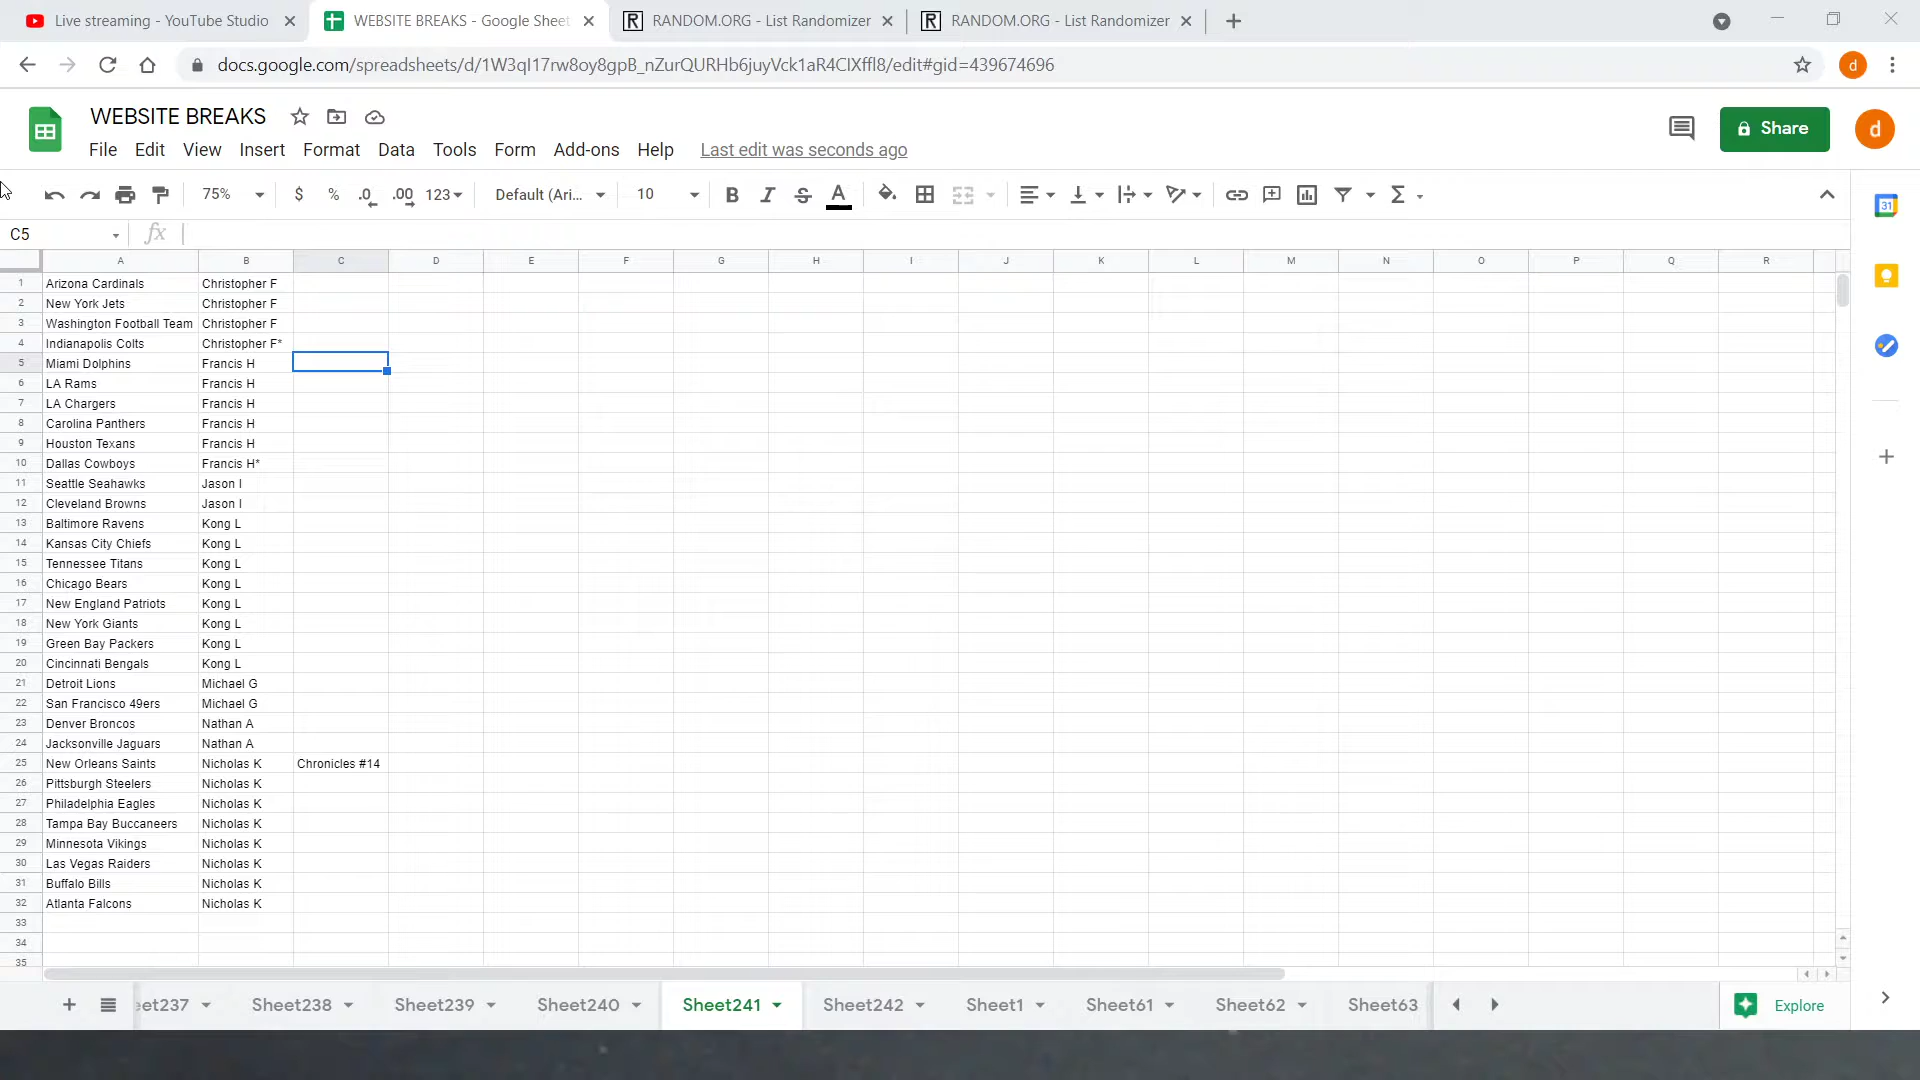 Live streaming - YouTube Studio
WEBSITE BREAKS - Google Sheet
RANDOM.ORG - List Randomizer
RANDOM.ORG - List Randomizer
docs.google.com/spreadsheets/d/1W3qI17rw8oy8gpB_nZurQURHb6juyVck1aR4ClXffl8/edit#gid=439674696
d
WEBSITE BREAKS
Share
d
File Edit View Insert Format Data Tools Form Add-ons Help Last edit was seconds ago
75% $ % .0 .00 123 Default (Ari... 10 B I S A Σ
31
C5 fx
A B C D E F G H I J K L M N O P Q R
1 Arizona Cardinals Christopher F
2 New York Jets Christopher F
3 Washington Football Team Christopher F
4 Indianapolis Colts Christopher F*
5 Miami Dolphins Francis H
6 LA Rams Francis H
7 LA Chargers Francis H
8 Carolina Panthers Francis H
9 Houston Texans Francis H
10 Dallas Cowboys Francis H*
11 Seattle Seahawks Jason I
12 Cleveland Browns Jason I
13 Baltimore Ravens Kong L
14 Kansas City Chiefs Kong L
15 Tennessee Titans Kong L
16 Chicago Bears Kong L
17 New England Patriots Kong L
18 New York Giants Kong L
19 Green Bay Packers Kong L
20 Cincinnati Bengals Kong L
21 Detroit Lions Michael G
22 San Francisco 49ers Michael G
23 Denver Broncos Nathan A
24 Jacksonville Jaguars Nathan A
25 New Orleans Saints Nicholas K Chronicles #14
26 Pittsburgh Steelers Nicholas K
27 Philadelphia Eagles Nicholas K
28 Tampa Bay Buccaneers Nicholas K
29 Minnesota Vikings Nicholas K
30 Las Vegas Raiders Nicholas K
31 Buffalo Bills Nicholas K
32 Atlanta Falcons Nicholas K
33
34
35
eet237 Sheet238 Sheet239 Sheet240 Sheet241 Sheet242 Sheet1 Sheet61 Sheet62 Sheet63 Explore